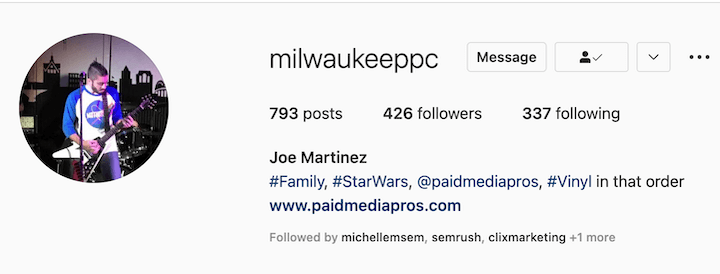 milwaukeeppc
Message
793 posts 426 followers 337 following
Joe Martinez
#Family, #StarWars, @paidmediapros, #Vinyl in that order
www.paidmediapros.com
Followed by michellemsem, semrush, clixmarketing +1 more